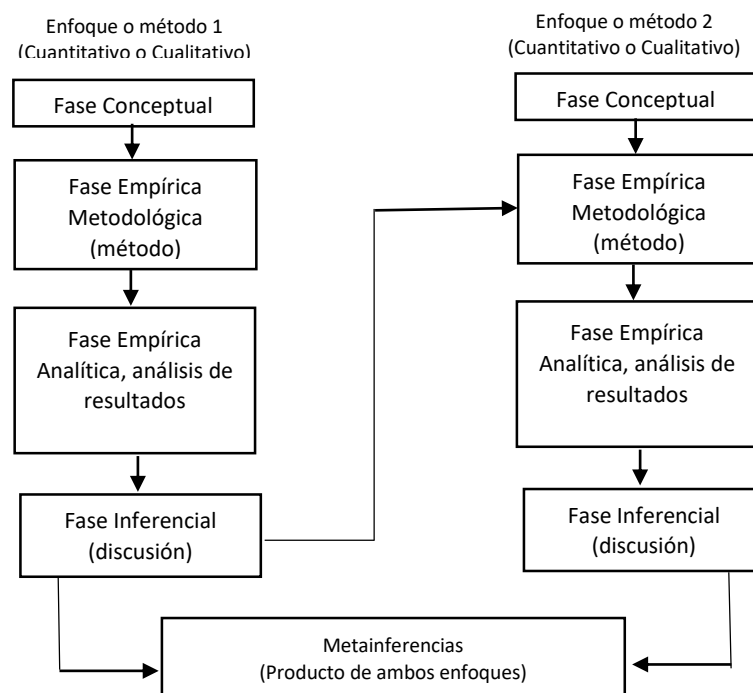 Enfoque o método 1
(Cuantitativo o Cualitativo)
Fase Conceptual
Fase Empírica
Metodológica
(método)
Fase Empírica
Analítica, análisis de
resultados
Fase Inferencial
(discusión)
Enfoque o método 2
(Cuantitativo o Cualitativo)
Fase Conceptual
Fase Empírica
Metodológica
(método)
Fase Empírica
Analítica, análisis de
resultados
Fase Inferencial
(discusión)
Metainferencias
(Producto de ambos enfoques)